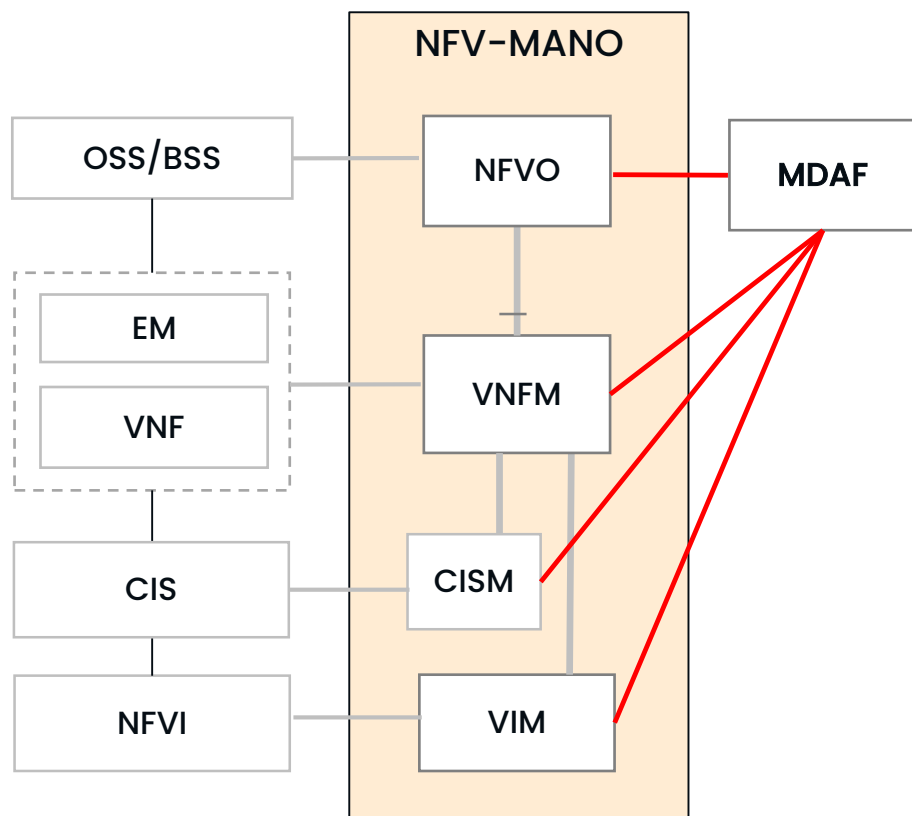 NFV-MANO
OSS/BSS
NFVO
MDAF
EM
VNF
VNFM
CIS
CISM
NFVI
VIM